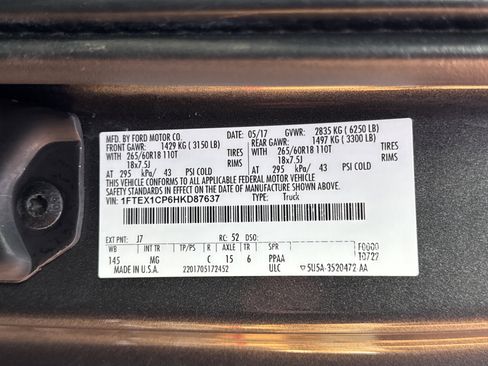 MFD. BY FORD MOTOR CO. DATE: 05/17 GVWR: 2835 KG ( 6250 LB)
FRONT GAWR: 1429 KG ( 3150 LB) REAR GAWR: 1497 KG ( 3300 LB)
WITH 265/60R18 110T TIRES WITH 265/60R18 110T TIRES
18x7.5J RIMS 18x7.5J RIMS
AT 295 kPa/ 43 PSI COLD AT 295 kPa/ 43 PSI COLD
THIS VEHICLE CONFORMS TO ALL APPLICABLE FEDERAL MOTOR VEHICLE
SAFETY STANDARDS IN EFFECT ON THE DATE OF MANUFACTURE SHOWN ABOVE.
VIN: 1FTEX1CP6HKD87637 TYPE: Truck
EXT PNT: J7 RC: 52 DSO:
WB INT TR TP/PS R AXLE TR SPR F0000
145 MG C 15 6 PPAA T0722
MADE IN U.S.A. 2201705172452 ULC 5U5A-3520472-AA